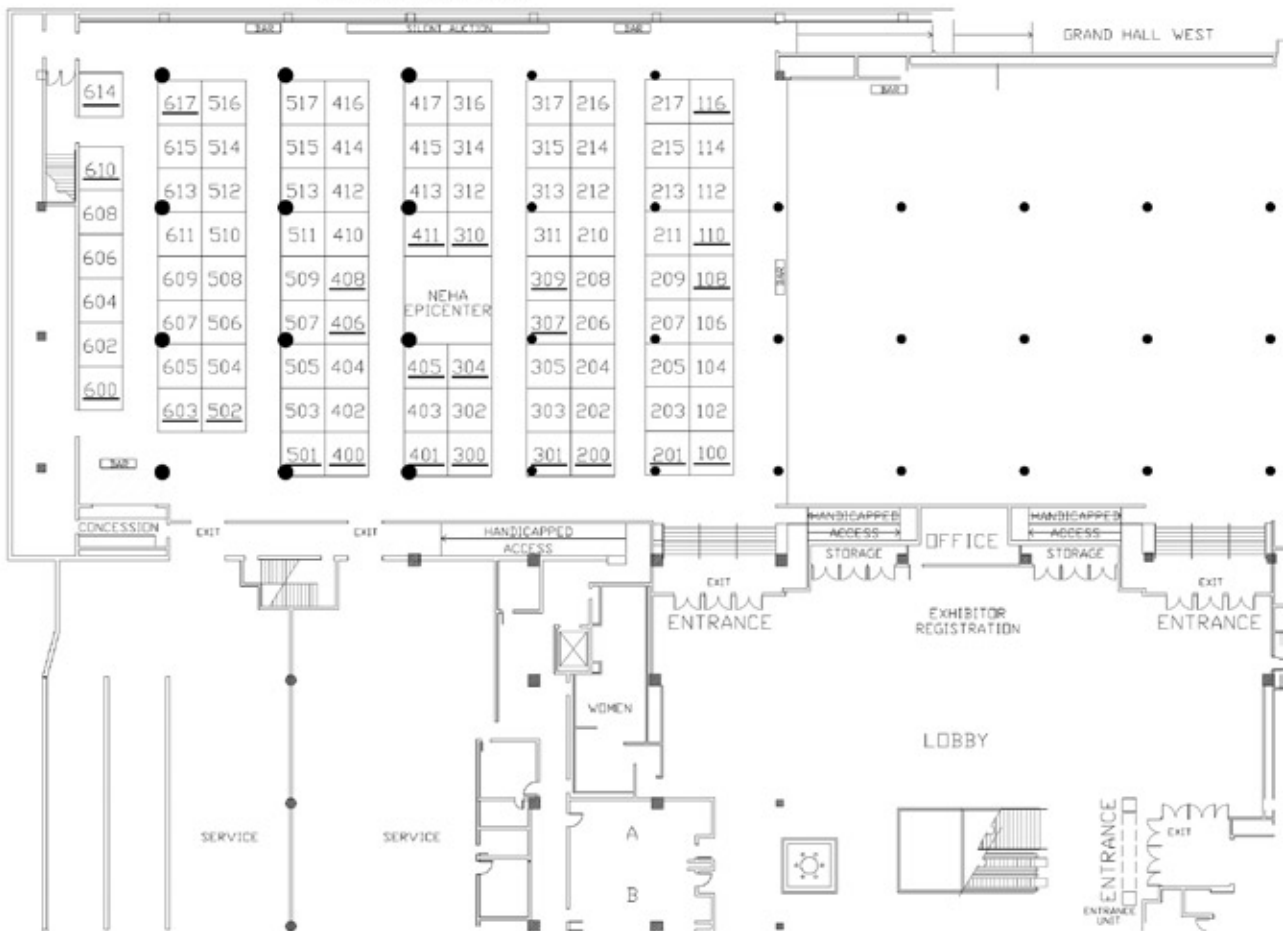 BAR
SILENT AUCTION
BAR
GRAND HALL WEST
BAR
614
617 516
517 416
417 316
317 216
217 116
615 514
515 414
415 314
315 214
215 114
610
613 512
513 412
413 312
313 212
213 112
608
611 510
511 410
411 310
311 210
211 110
606
609 508
509 408
NEHA
EPICENTER
309 208
209 108
BAR
604
607 506
507 406
307 206
207 106
602
605 504
505 404
405 304
305 204
205 104
600
603 502
503 402
403 302
303 202
203 102
501 400
401 300
301 200
201 100
BAR
CONCESSION
EXIT
EXIT
HANDICAPPED
ACCESS
HANDICAPPED
ACCESS
STORAGE
OFFICE
HANDICAPPED
ACCESS
STORAGE
EXIT
ENTRANCE
EXHIBITOR
REGISTRATION
EXIT
ENTRANCE
WOMEN
LOBBY
SERVICE
SERVICE
A
B
ENTRANCE
EXIT
ENTRANCE
UNIT